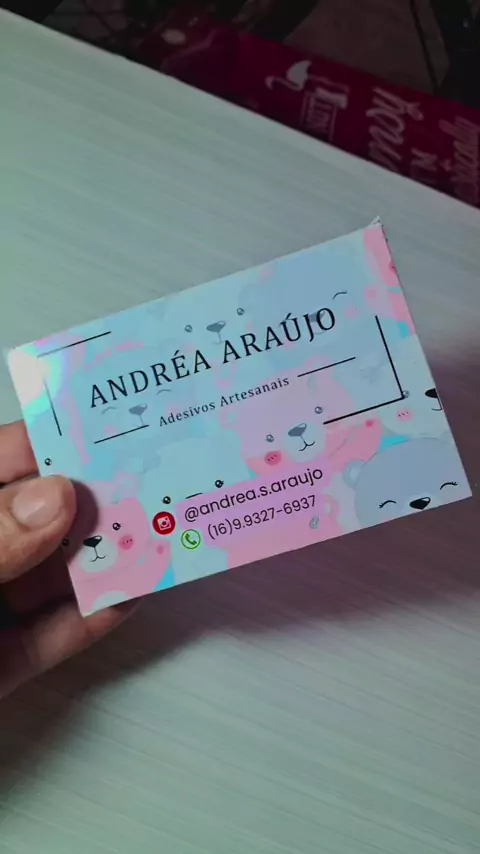 ANDRÉA ARAÚJO
Adesivos Artesanais
@andrea.s.araujo
(16)9.9327-6937